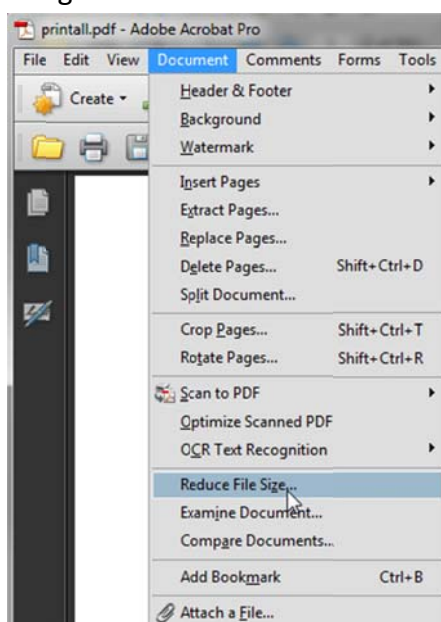 printall.pdf - Adobe Acrobat Pro
File Edit View Document Comments Forms Tools
Create
Header & Footer
Background
Watermark
Insert Pages
Extract Pages...
Replace Pages...
Delete Pages... Shift+Ctrl+D
Split Document...
Crop Pages... Shift+Ctrl+T
Rotate Pages... Shift+Ctrl+R
Scan to PDF
Optimize Scanned PDF
OCR Text Recognition
Reduce File Size...
Examine Document...
Compare Documents...
Add Bookmark Ctrl+B
Attach a File...